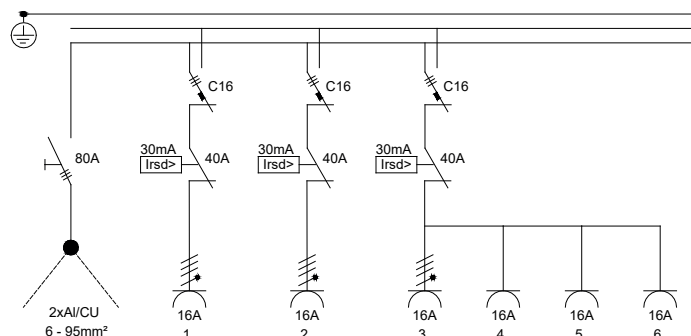 C16 C16 C16
30mA 30mA 30mA
80A Irsd> 40A Irsd> 40A Irsd> 40A
2xAl/CU 16A 16A 16A 16A 16A 16A
6 - 95mm² 1 2 3 4 5 6